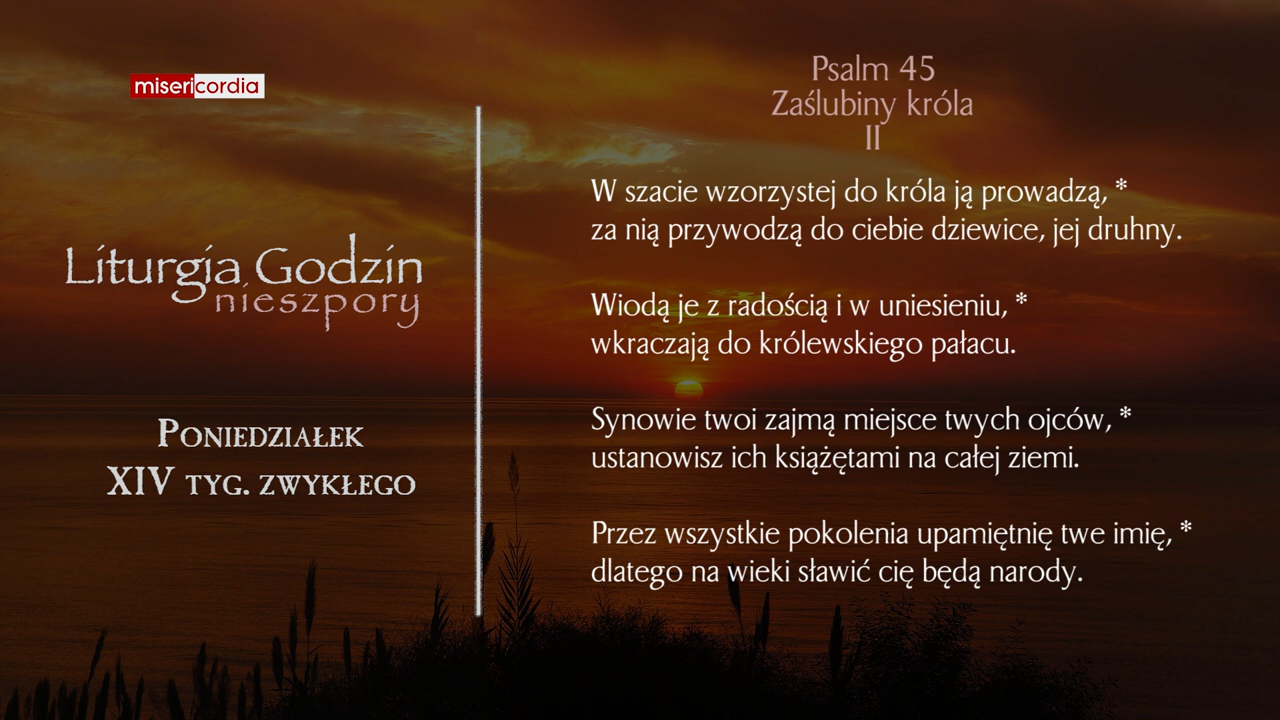 misericordia
Liturgia Godzin
nieszpory
Poniedziałek
XIV tyg. zwykłego
Psalm 45
Zaślubiny króla
II
W szacie wzorzystej do króla ją prowadzą, *
za nią przywodzą do ciebie dziewice, jej druhny.
Wiodą je z radością i w uniesieniu, *
wkraczają do królewskiego pałacu.
Synowie twoi zajmą miejsce twych ojców, *
ustanowisz ich książętami na całej ziemi.
Przez wszystkie pokolenia upamiętnię twe imię, *
dlatego na wieki sławić cię będą narody.